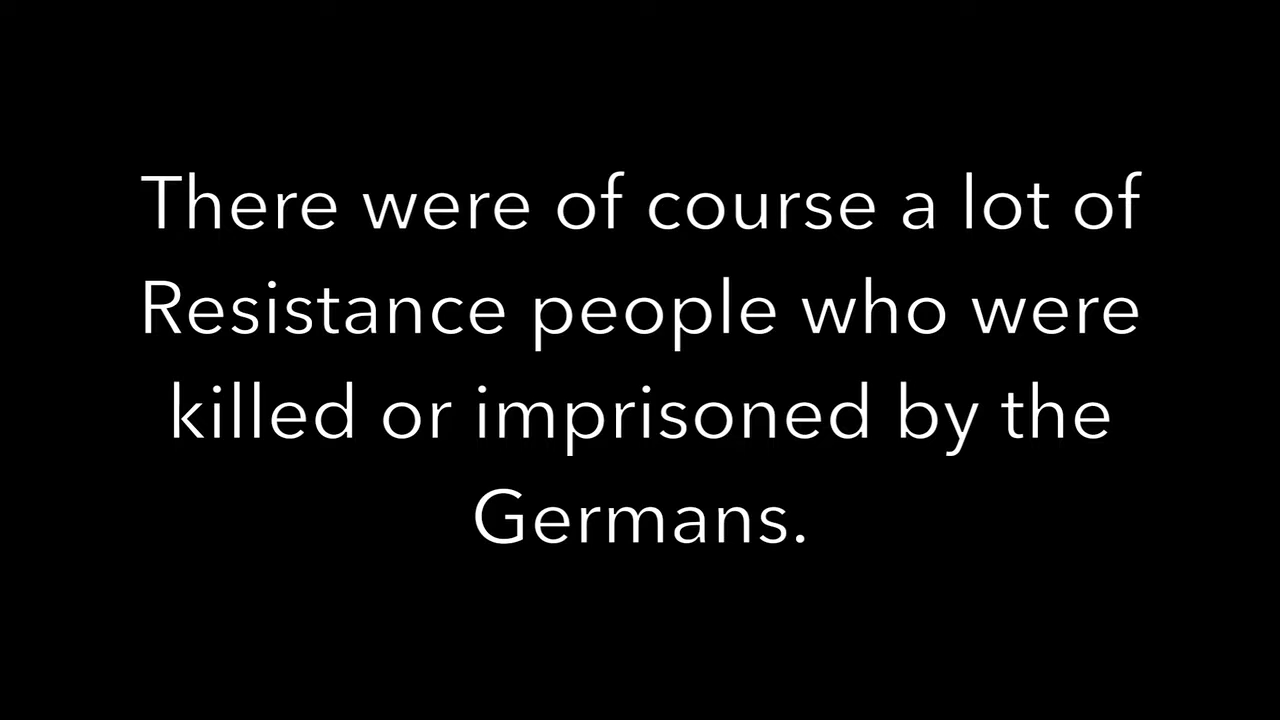 There were of course a lot of
Resistance people who were
killed or imprisoned by the
Germans.